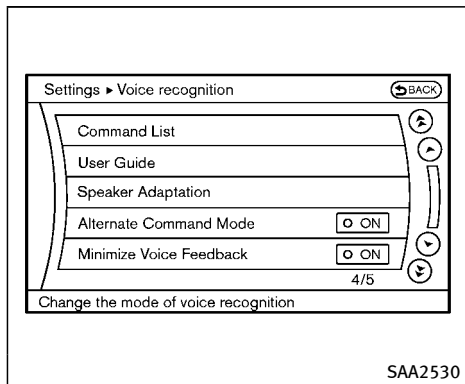 Settings ▸ Voice recognition
BACK
Command List
User Guide
Speaker Adaptation
Alternate Command Mode
ON
Minimize Voice Feedback
ON
4/5
Change the mode of voice recognition
SAA2530